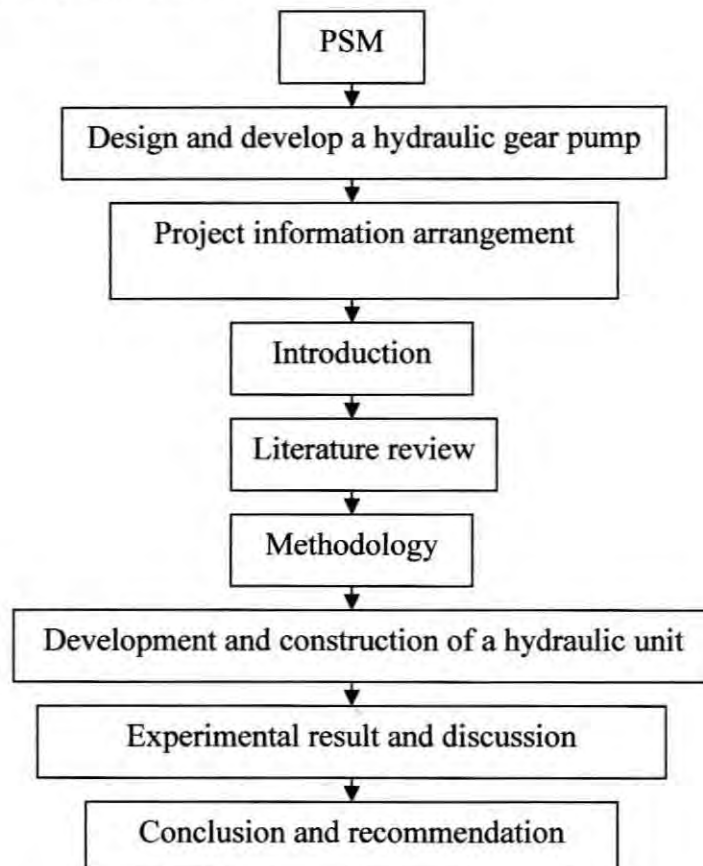 PSM
Design and develop a hydraulic gear pump
Project information arrangement
Introduction
Literature review
Methodology
Development and construction of a hydraulic unit
Experimental result and discussion
Conclusion and recommendation